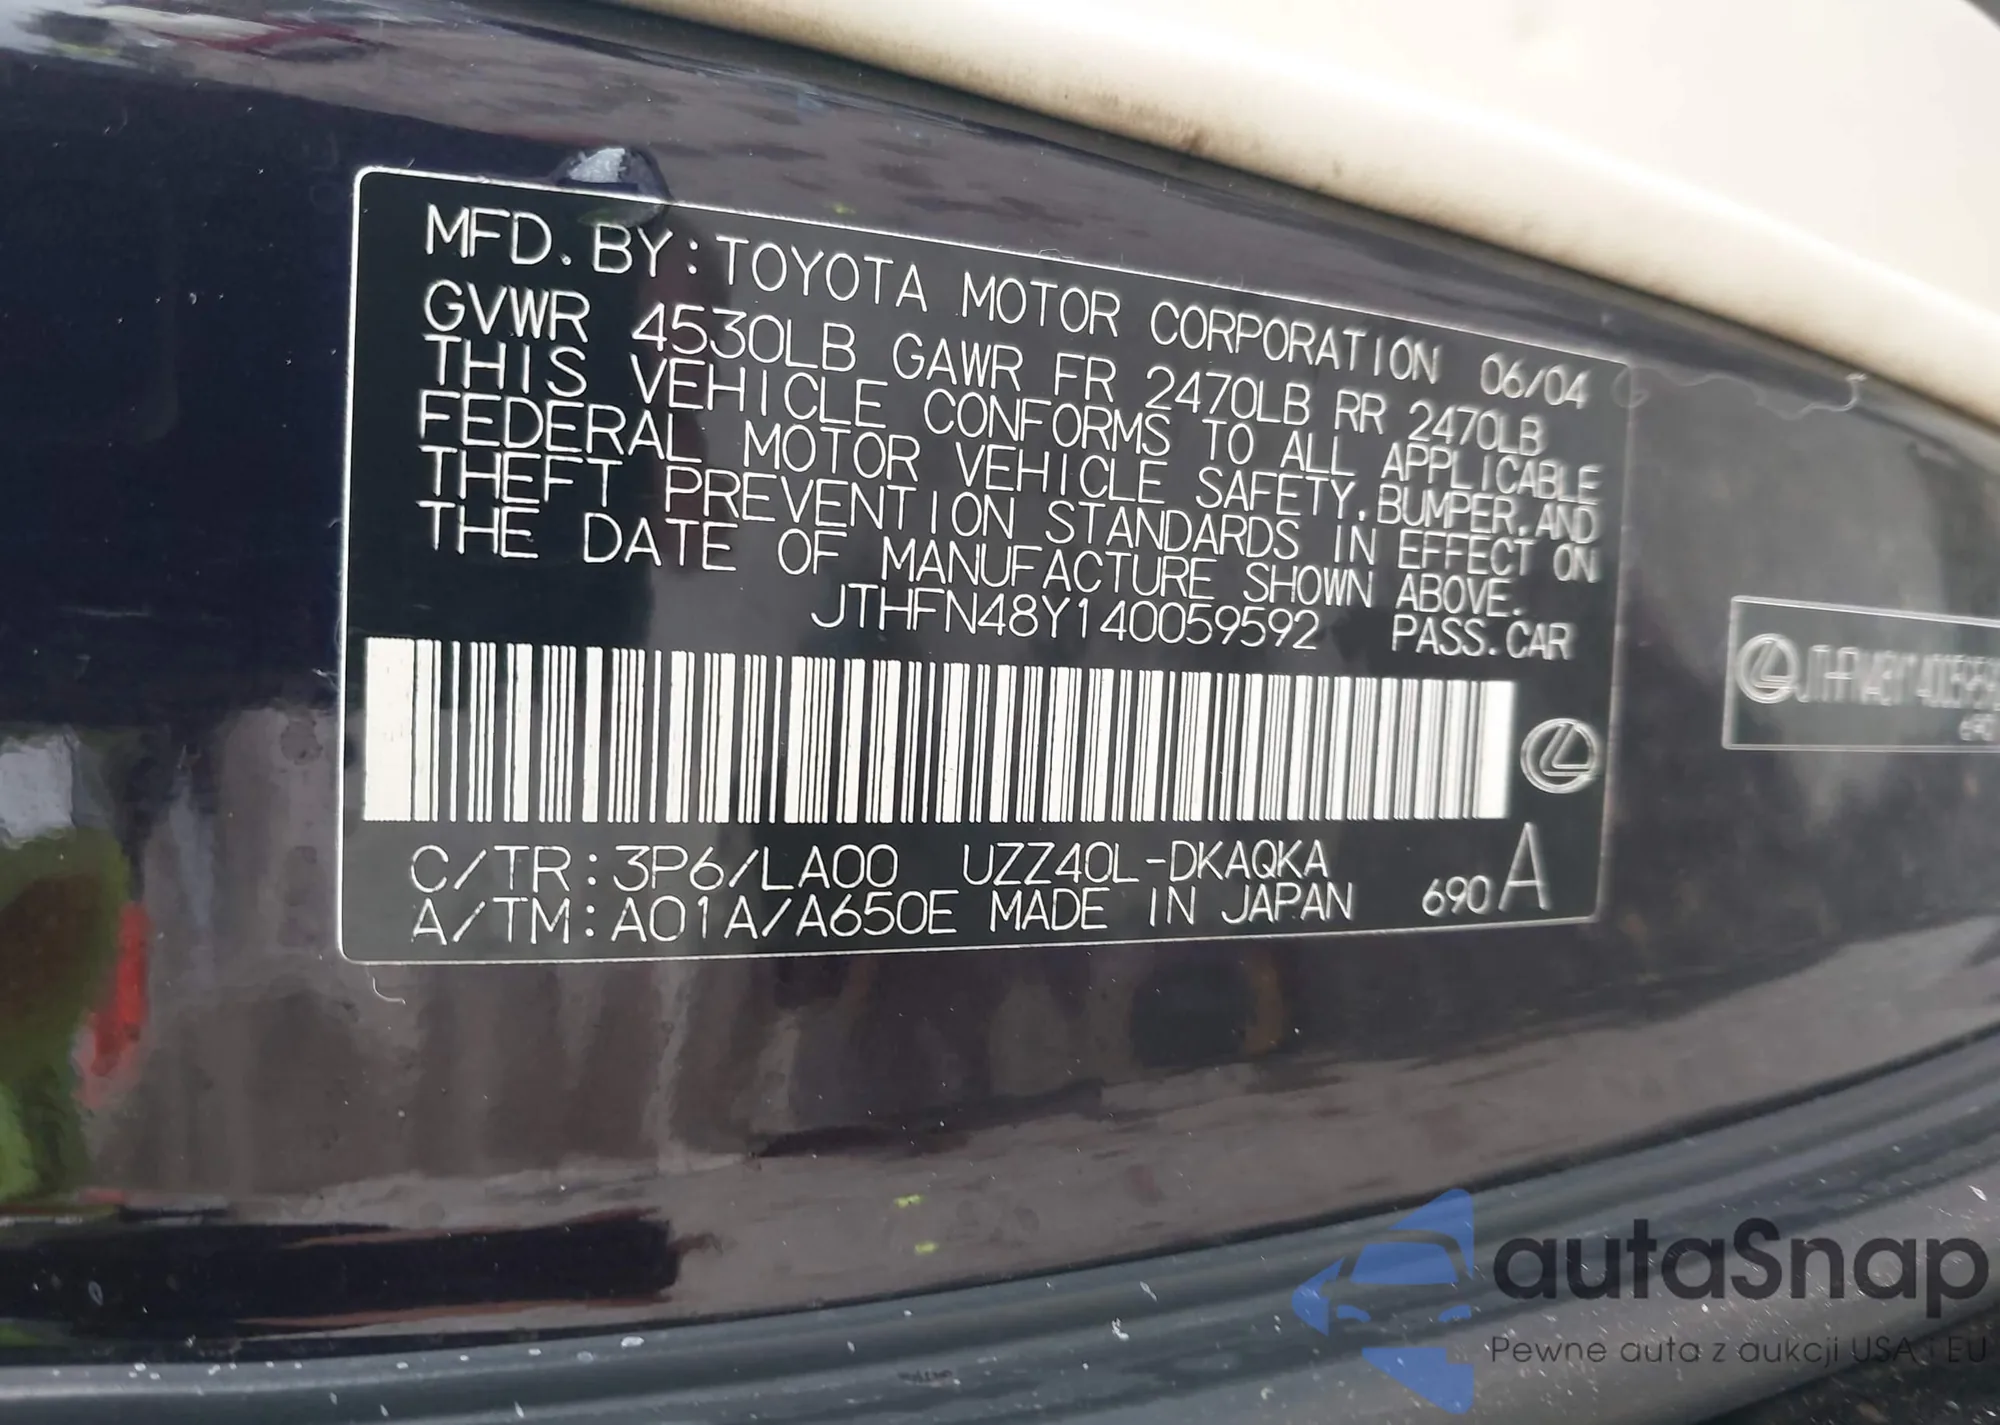 MFD. BY: TOYOTA MOTOR CORPORATION 06/04
GVWR 4530LB GAWR FR 2470LB RR 2470LB
THIS VEHICLE CONFORMS TO ALL APPLICABLE
FEDERAL MOTOR VEHICLE SAFETY, BUMPER, AND
THEFT PREVENTION STANDARDS IN EFFECT ON
THE DATE OF MANUFACTURE SHOWN ABOVE.
JTHFN48Y140059592 PASS. CAR
C/TR: 3P6/LA00 UZZ40L-DKAQKA
A/TM: A01A/A650E MADE IN JAPAN 690 A
690
autaSnap
Pewne auta z aukcji USA i EU